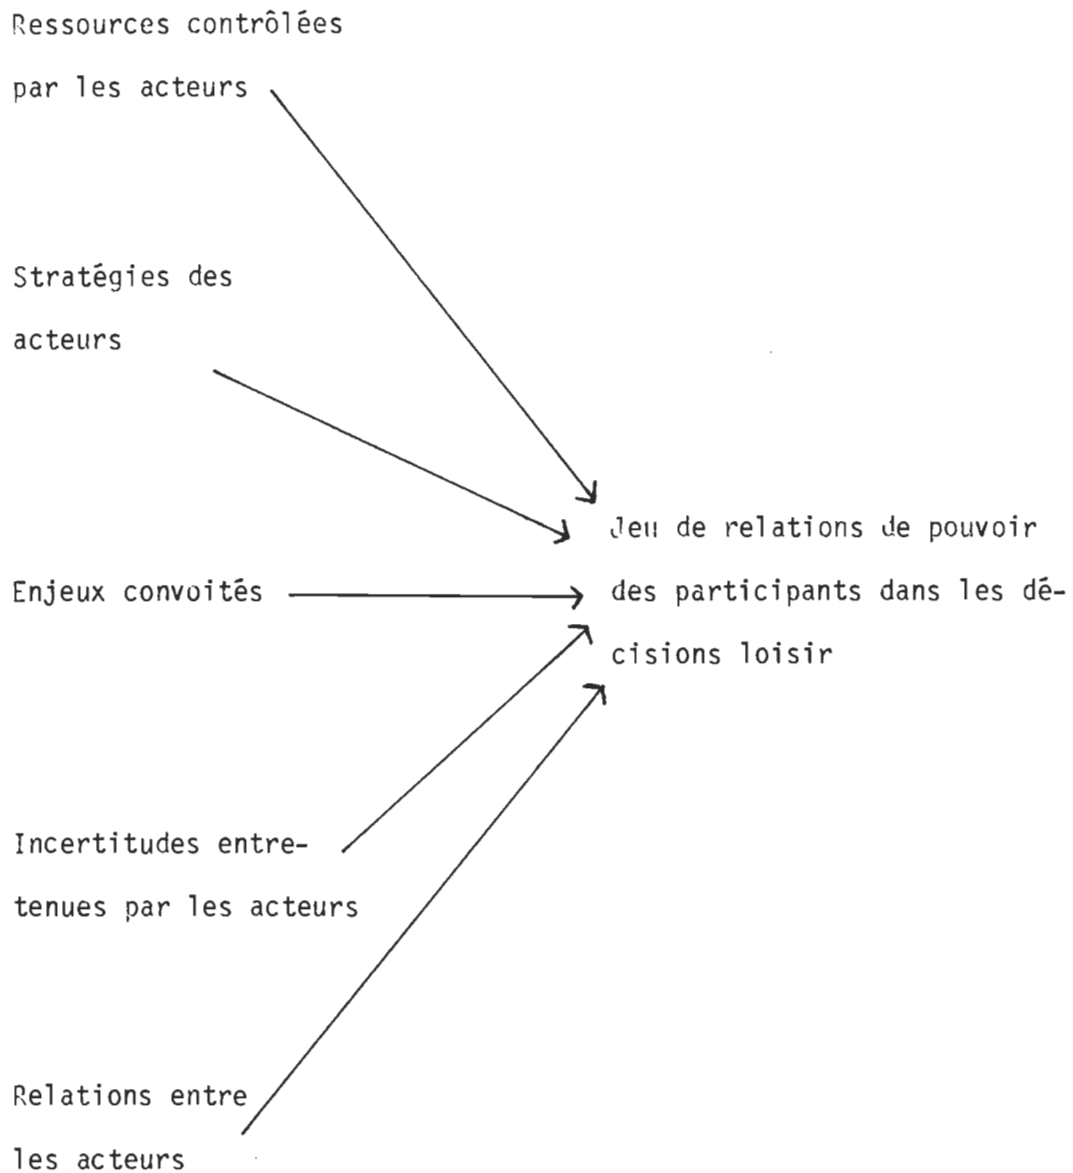 Ressources contrôlées
par les acteurs
Stratégies des
acteurs
Enjeux convoités
Incertitudes entre-
tenues par les acteurs
Relations entre
les acteurs
Jeu de relations de pouvoir
des participants dans les dé-
cisions loisir